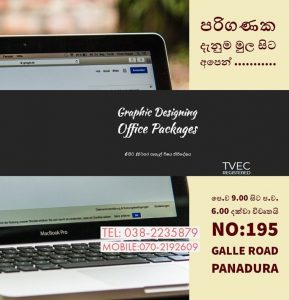 පරිගණක
දැනුම මුල සිට
අපෙන් ...........
Graphic Designing
Office Packages
TVEC
REGISTERED
පෙ.ව 9.00 සිට ප.ව.
6.00 දක්වා විවෘතයි
TEL: 038-2235879
MOBILE:070-2192609
NO:195
GALLE ROAD
PANADURA
MacBook Pro